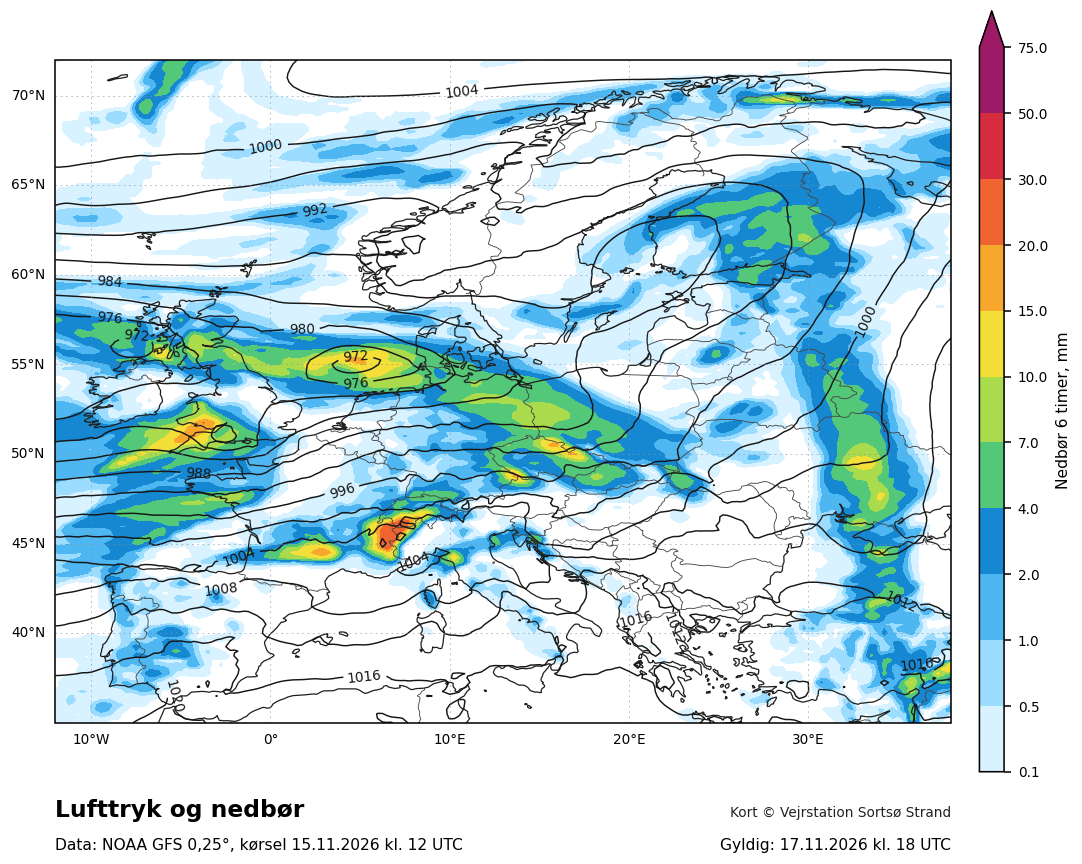 75.0
50.0
30.0
20.0
15.0
10.0
7.0
4.0
2.0
1.0
0.5
0.1
Nedbør 6 timer, mm
70°N
65°N
60°N
55°N
50°N
45°N
40°N
10°W
0°
10°E
20°E
30°E
1004
1000
992
984
976
972
980
972
976
1000
988
996
1004
1004
1008
1012
1016
1012
1016
1016
1020
Lufttryk og nedbør
Kort © Vejrstation Sortsø Strand
Data: NOAA GFS 0,25°, kørsel 15.11.2026 kl. 12 UTC
Gyldig: 17.11.2026 kl. 18 UTC